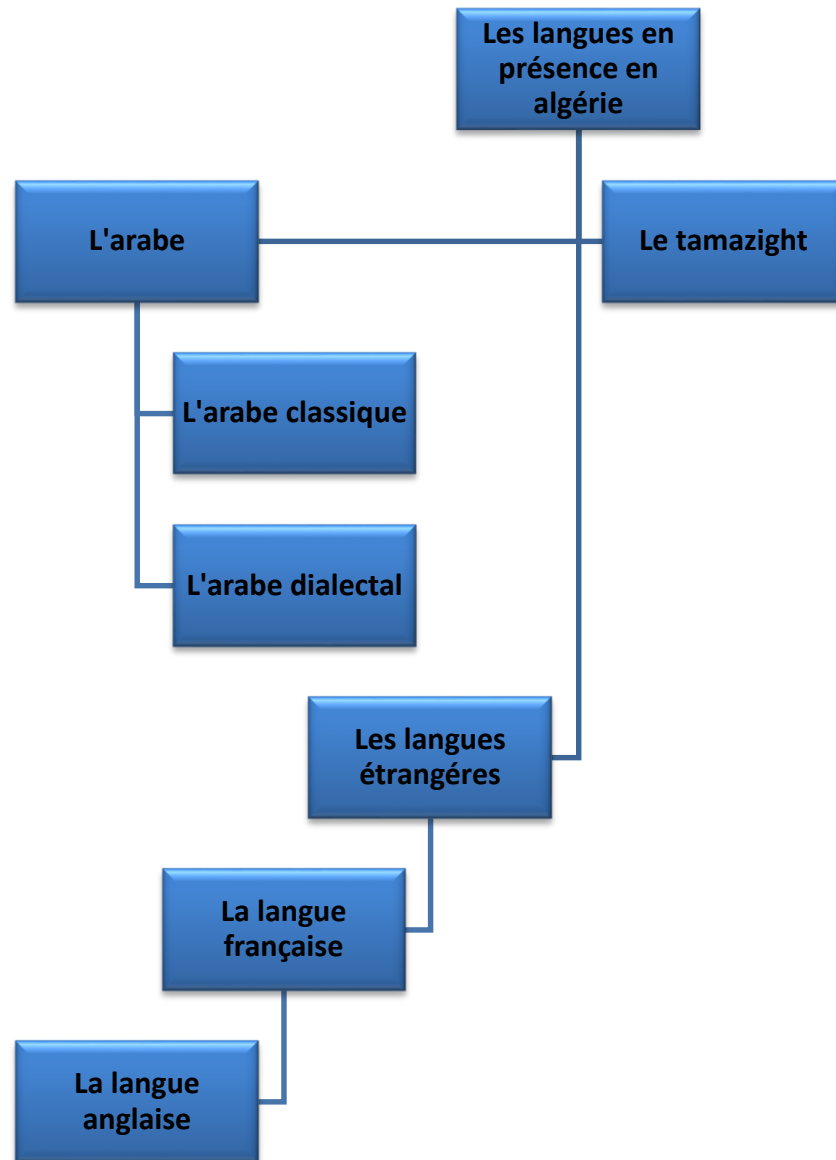 Les langues en
présence en
algérie
L'arabe
Le tamazight
L'arabe classique
L'arabe dialectal
Les langues
étrangéres
La langue
française
La langue
anglaise